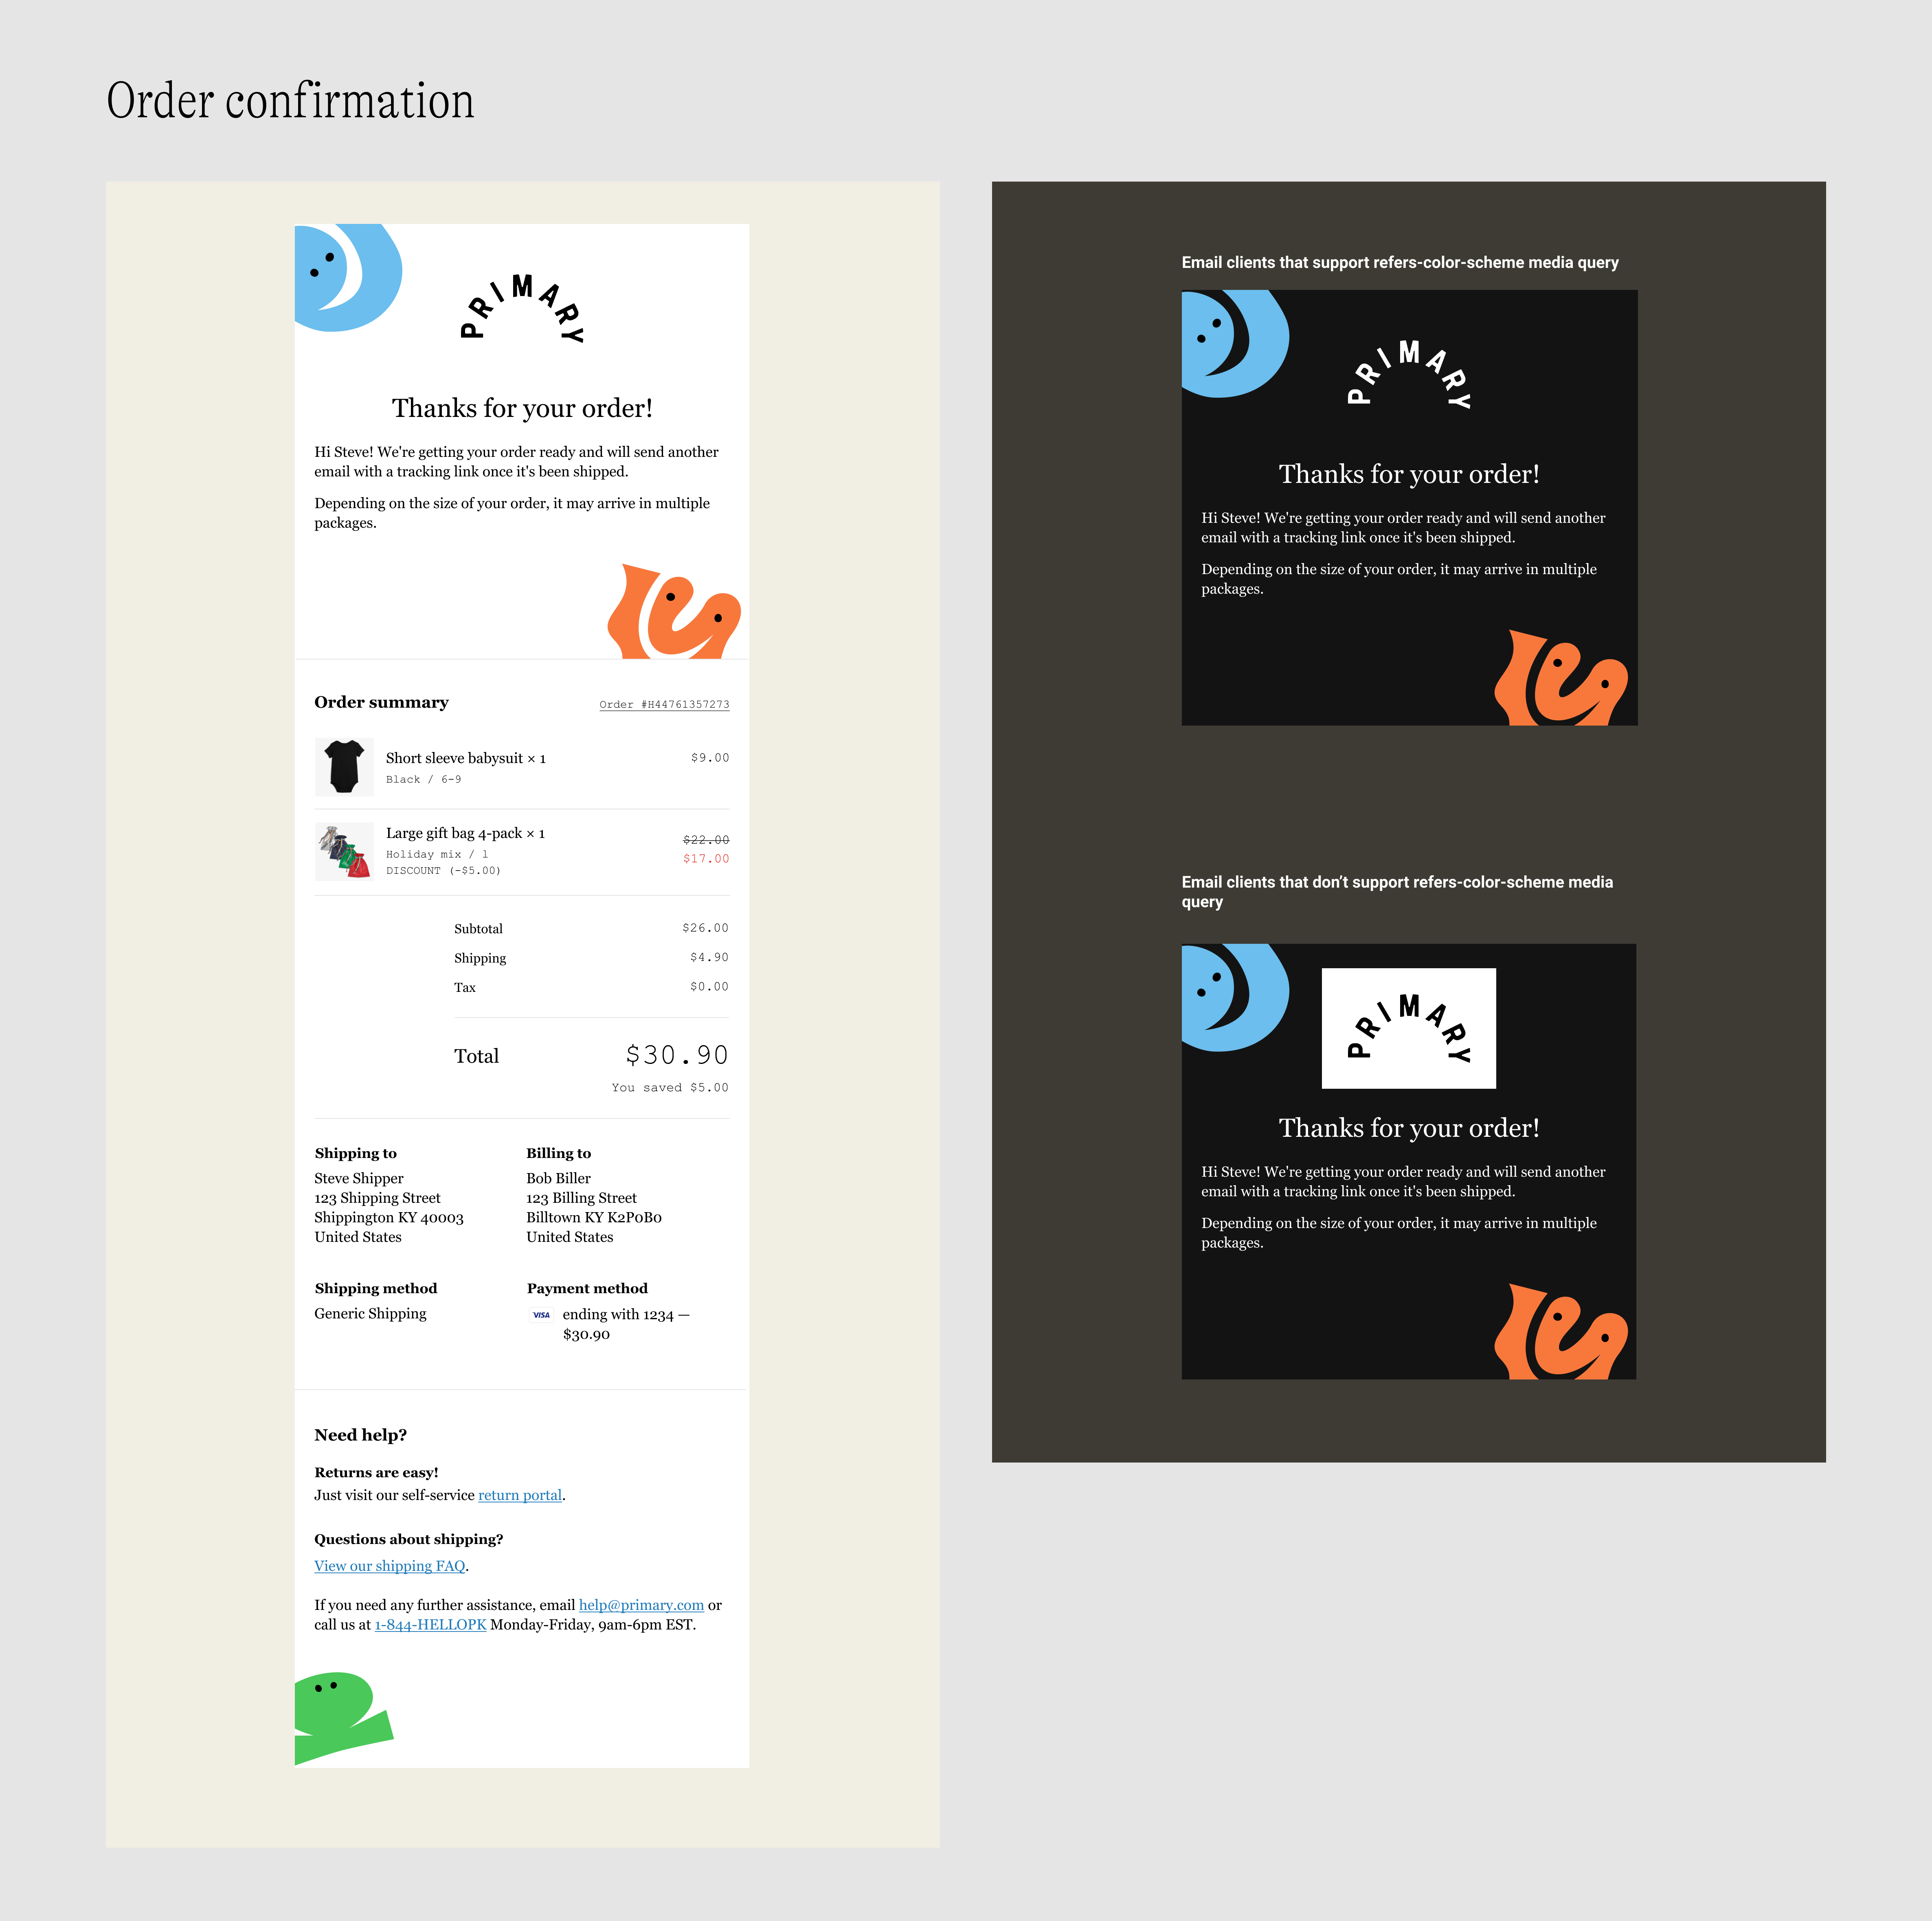 Order confirmation
PRIMARY
Thanks for your order!
Hi Steve! We're getting your order ready and will send another
email with a tracking link once it's been shipped.
Depending on the size of your order, it may arrive in multiple
packages.
Order summary
Order #H44761357273
Short sleeve babysuit × 1
$9.00
Black / 6-9
Large gift bag 4-pack × 1
$22.00
Holiday mix / 1
$17.00
DISCOUNT (-$5.00)
Subtotal
$26.00
Shipping
$4.90
Tax
$0.00
Total
$30.90
You saved $5.00
Shipping to
Steve Shipper
123 Shipping Street
Shippington KY 40003
United States
Billing to
Bob Biller
123 Billing Street
Billtown KY K2P0B0
United States
Shipping method
Generic Shipping
Payment method
VISA ending with 1234 —
$30.90
Need help?
Returns are easy!
Just visit our self-service return portal.
Questions about shipping?
View our shipping FAQ.
If you need any further assistance, email help@primary.com or
call us at 1-844-HELLOPK Monday-Friday, 9am-6pm EST.
Email clients that support refers-color-scheme media query
PRIMARY
Thanks for your order!
Hi Steve! We're getting your order ready and will send another
email with a tracking link once it's been shipped.
Depending on the size of your order, it may arrive in multiple
packages.
Email clients that don’t support refers-color-scheme media
query
PRIMARY
Thanks for your order!
Hi Steve! We're getting your order ready and will send another
email with a tracking link once it's been shipped.
Depending on the size of your order, it may arrive in multiple
packages.